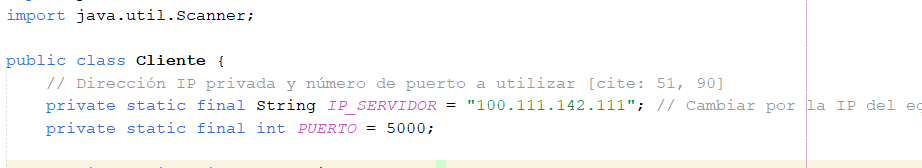 import java.util.Scanner;
public class Cliente {
// Dirección IP privada y número de puerto a utilizar [cite: 51, 90]
private static final String IP_SERVIDOR = "100.111.142.111"; // Cambiar por la IP del
private static final int PUERTO = 5000;